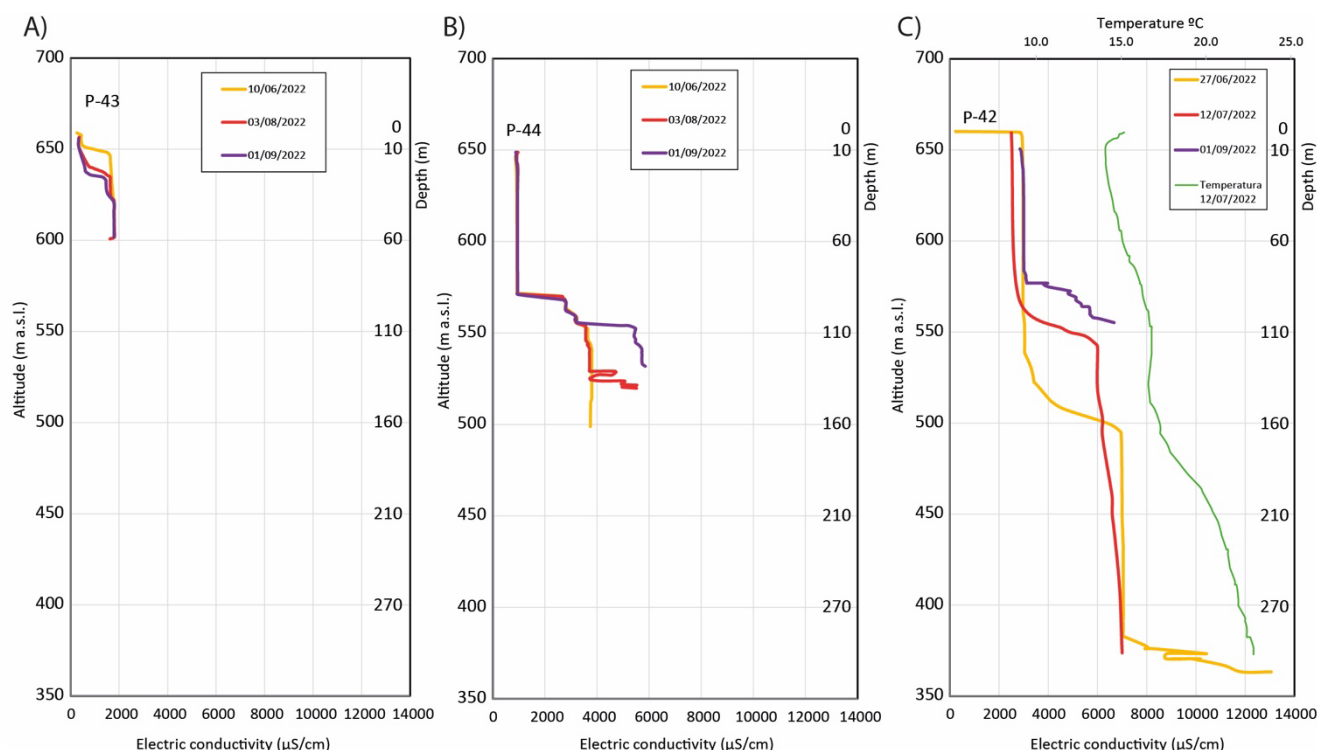 A)
P-43
10/06/2022
03/08/2022
01/09/2022
700
650
600
550
500
450
400
350
Altitude (m a.s.l.)
0
10
60
110
160
210
270
Depth (m)
0 2000 4000 6000 8000 10000 12000 14000
Electric conductivity (µS/cm)
B)
P-44
10/06/2022
03/08/2022
01/09/2022
700
650
600
550
500
450
400
350
Altitude (m a.s.l.)
0
10
60
110
160
210
270
Depth (m)
0 2000 4000 6000 8000 10000 12000 14000
Electric conductivity (µS/cm)
C)
Temperature ºC
10.0 15.0 20.0 25.0
P-42
27/06/2022
12/07/2022
01/09/2022
Temperatura
12/07/2022
700
650
600
550
500
450
400
350
Altitude (m a.s.l.)
0
10
60
110
160
210
270
Depth (m)
0 2000 4000 6000 8000 10000 12000 14000
Electric conductivity (µS/cm)